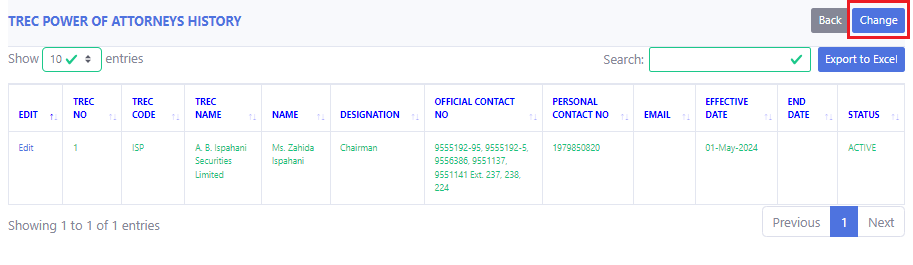 TREC POWER OF ATTORNEYS HISTORY
Back Change
Show 10 entries Search: Export to Excel
EDIT TREC NO TREC CODE TREC NAME NAME DESIGNATION OFFICIAL CONTACT NO PERSONAL CONTACT NO EMAIL EFFECTIVE DATE END DATE STATUS
Edit 1 ISP A. B. Ispahani Securities Limited Ms. Zahida Ispahani Chairman 9555192-95, 9555192-5, 9556386, 9551137, 9551141 Ext. 237, 238, 224 1979850820 01-May-2024 ACTIVE
Showing 1 to 1 of 1 entries
Previous 1 Next